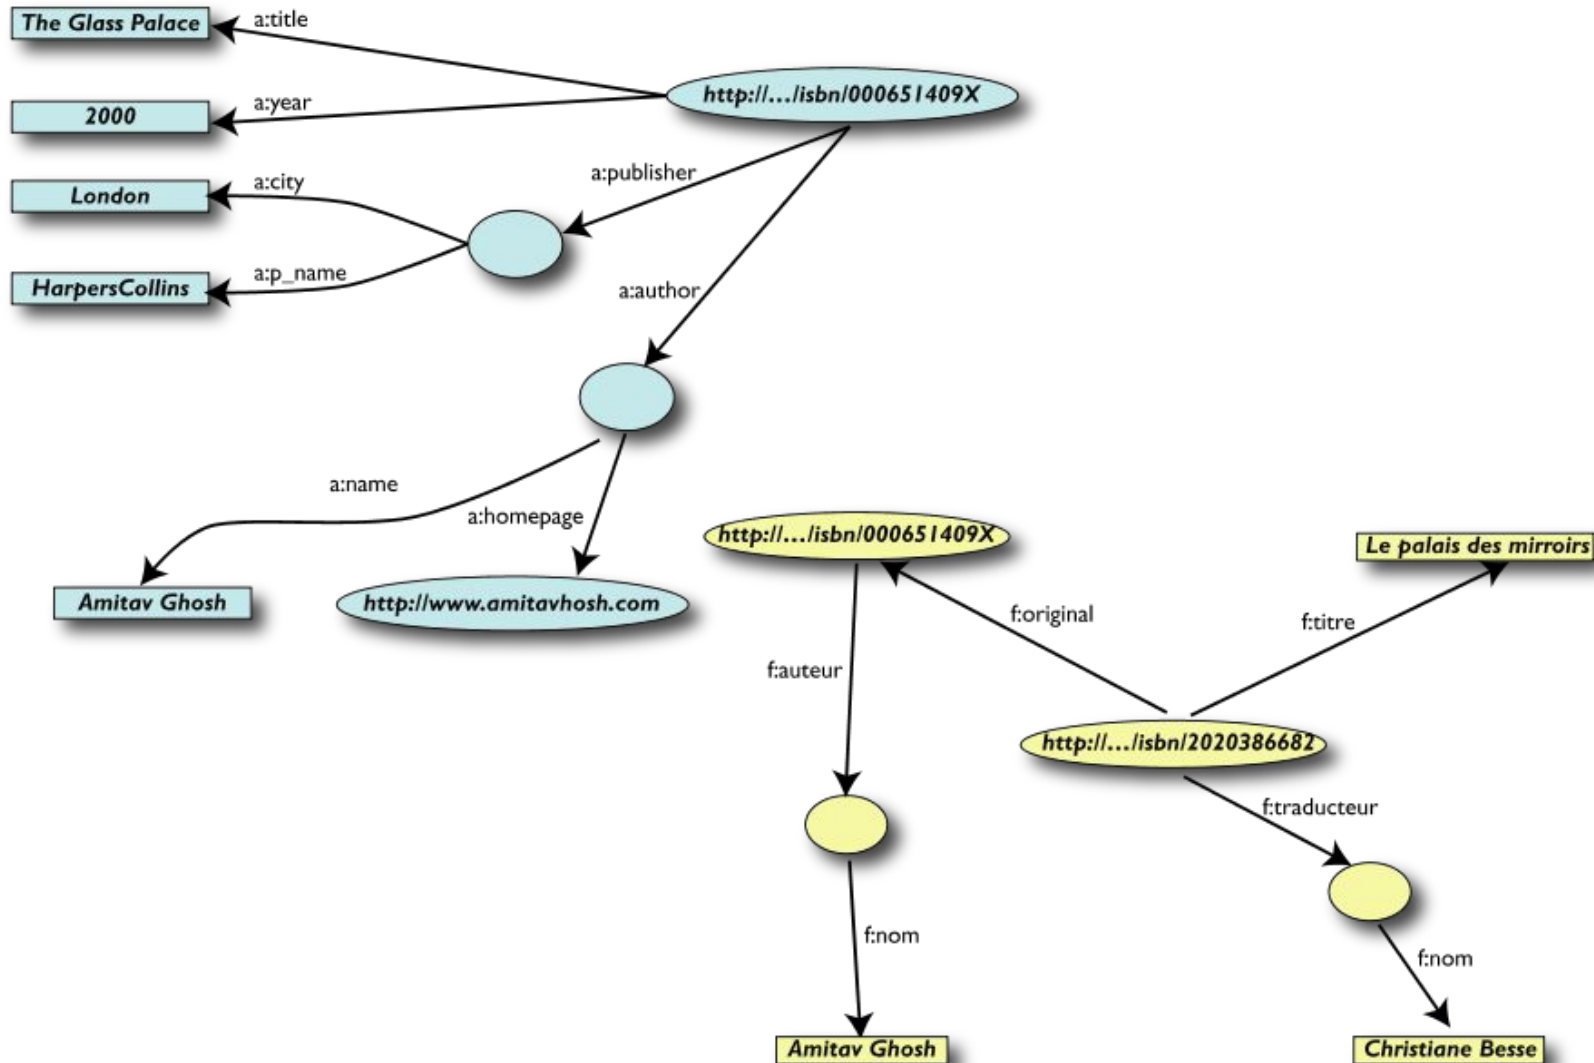 The Glass Palace
a:title
http://…/isbn/000651409X
2000
a:year
a:publisher
London
a:city
HarpersCollins
a:p_name
a:author
a:name
a:homepage
Amitav Ghosh
http://www.amitavhosh.com
http://…/isbn/000651409X
Le palais des mirroirs
f:original
f:titre
f:auteur
http://…/isbn/2020386682
f:traducteur
f:nom
f:nom
Amitav Ghosh
Christiane Besse